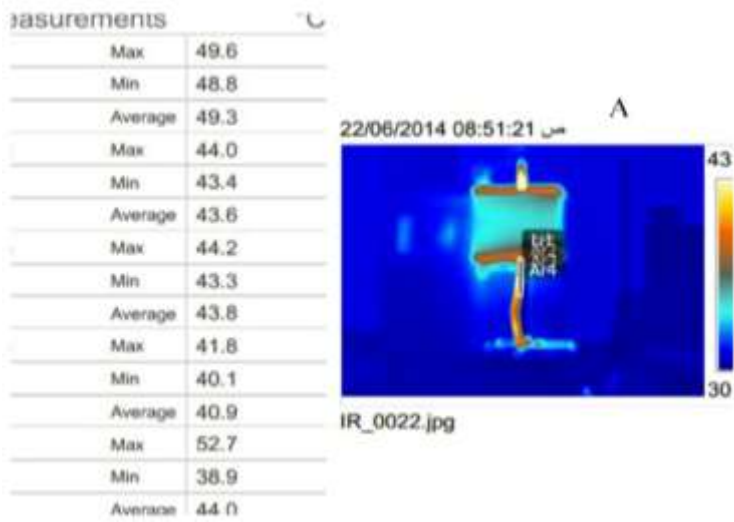 easurements °C
Max 49.6
Min 48.8
Average 49.3
Max 44.0
Min 43.4
Average 43.6
Max 44.2
Min 43.3
Average 43.8
Max 41.8
Min 40.1
Average 40.9
Max 52.7
Min 38.9
Average 44.0
A
22/06/2014 08:51:21 ص
43
30
IR_0022.jpg